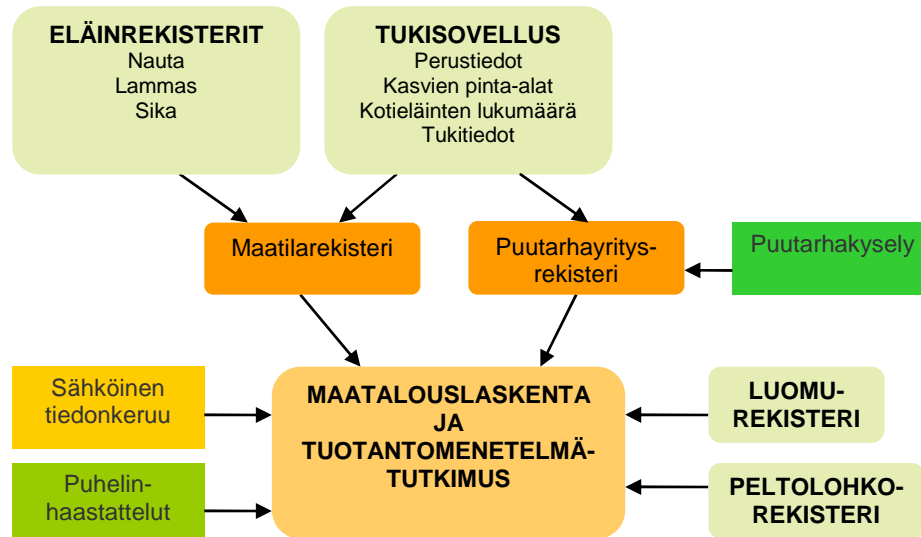 ELÄINREKISTERIT
Nauta
Lammas
Sika
TUKISOVELLUS
Perustiedot
Kasvien pinta-alat
Kotieläinten lukumäärä
Tukitiedot
Maatilarekisteri
Puutarhayritys-
rekisteri
Puutarhakysely
Sähköinen
tiedonkeruu
MAATALOUSLASKENTA
JA
TUOTANTOMENETELMÄ-
TUTKIMUS
LUOMU-
REKISTERI
Puhelin-
haastattelut
PELTOLOHKO-
REKISTERI